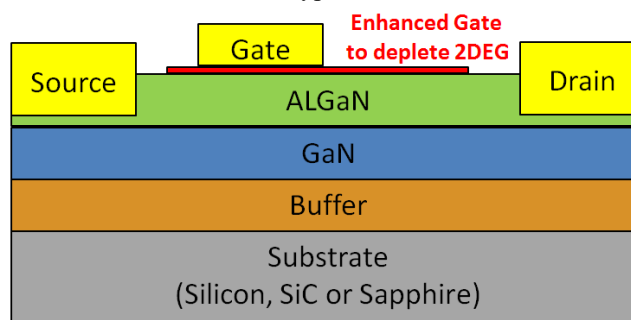 Enhanced Gate
to deplete 2DEG
Gate
Source
Drain
ALGaN
GaN
Buffer
Substrate
(Silicon, SiC or Sapphire)